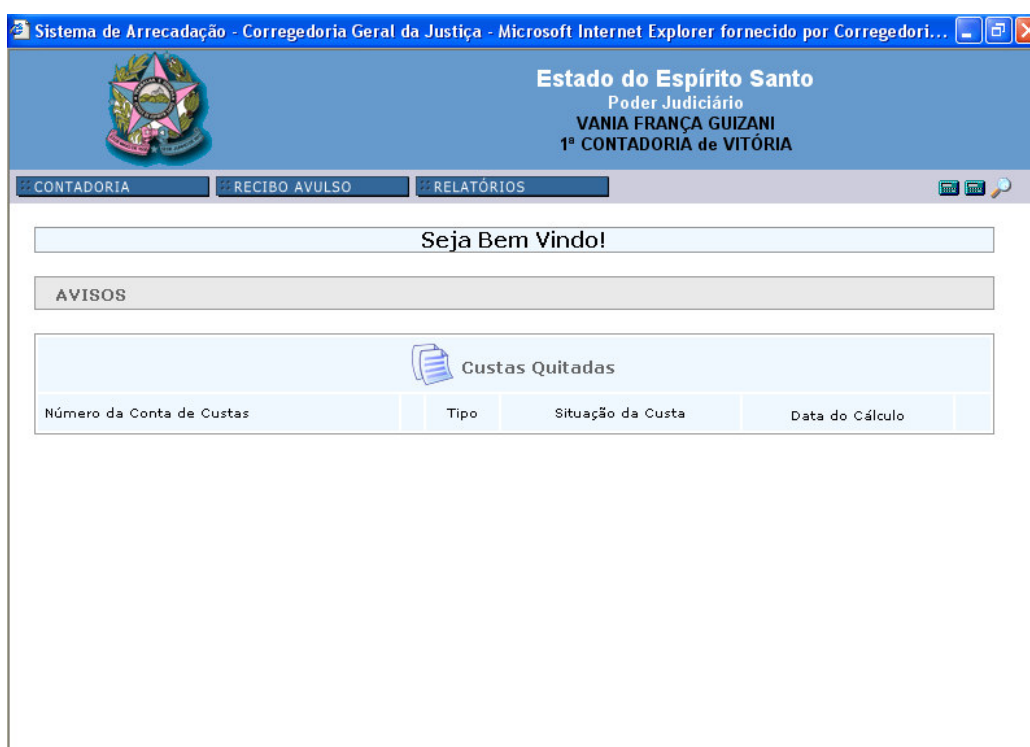 Sistema de Arrecadação - Corregedoria Geral da Justiça - Microsoft Internet Explorer fornecido por Corregedori...
Estado do Espírito Santo
Poder Judiciário
VANIA FRANÇA GUIZANI
1ª CONTADORIA de VITÓRIA
CONTADORIA RECIBO AVULSO RELATÓRIOS
Seja Bem Vindo!
AVISOS
Custas Quitadas
Número da Conta de Custas Tipo Situação da Custa Data do Cálculo